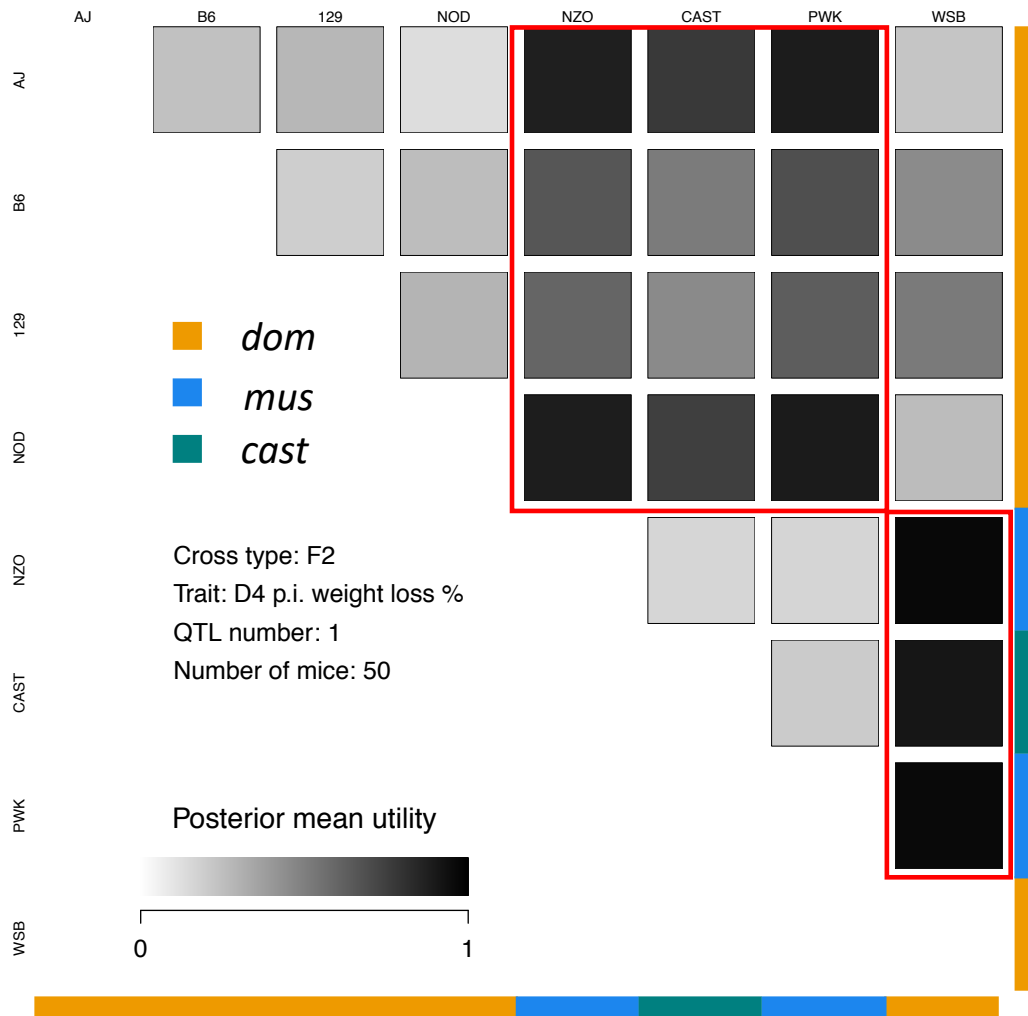 AJ B6 129 NOD NZO CAST PWK WSB
AJ
B6
129
NOD
NZO
CAST
PWK
WSB
dom
mus
cast
Cross type: F2
Trait: D4 p.i. weight loss %
QTL number: 1
Number of mice: 50
Posterior mean utility
0 1